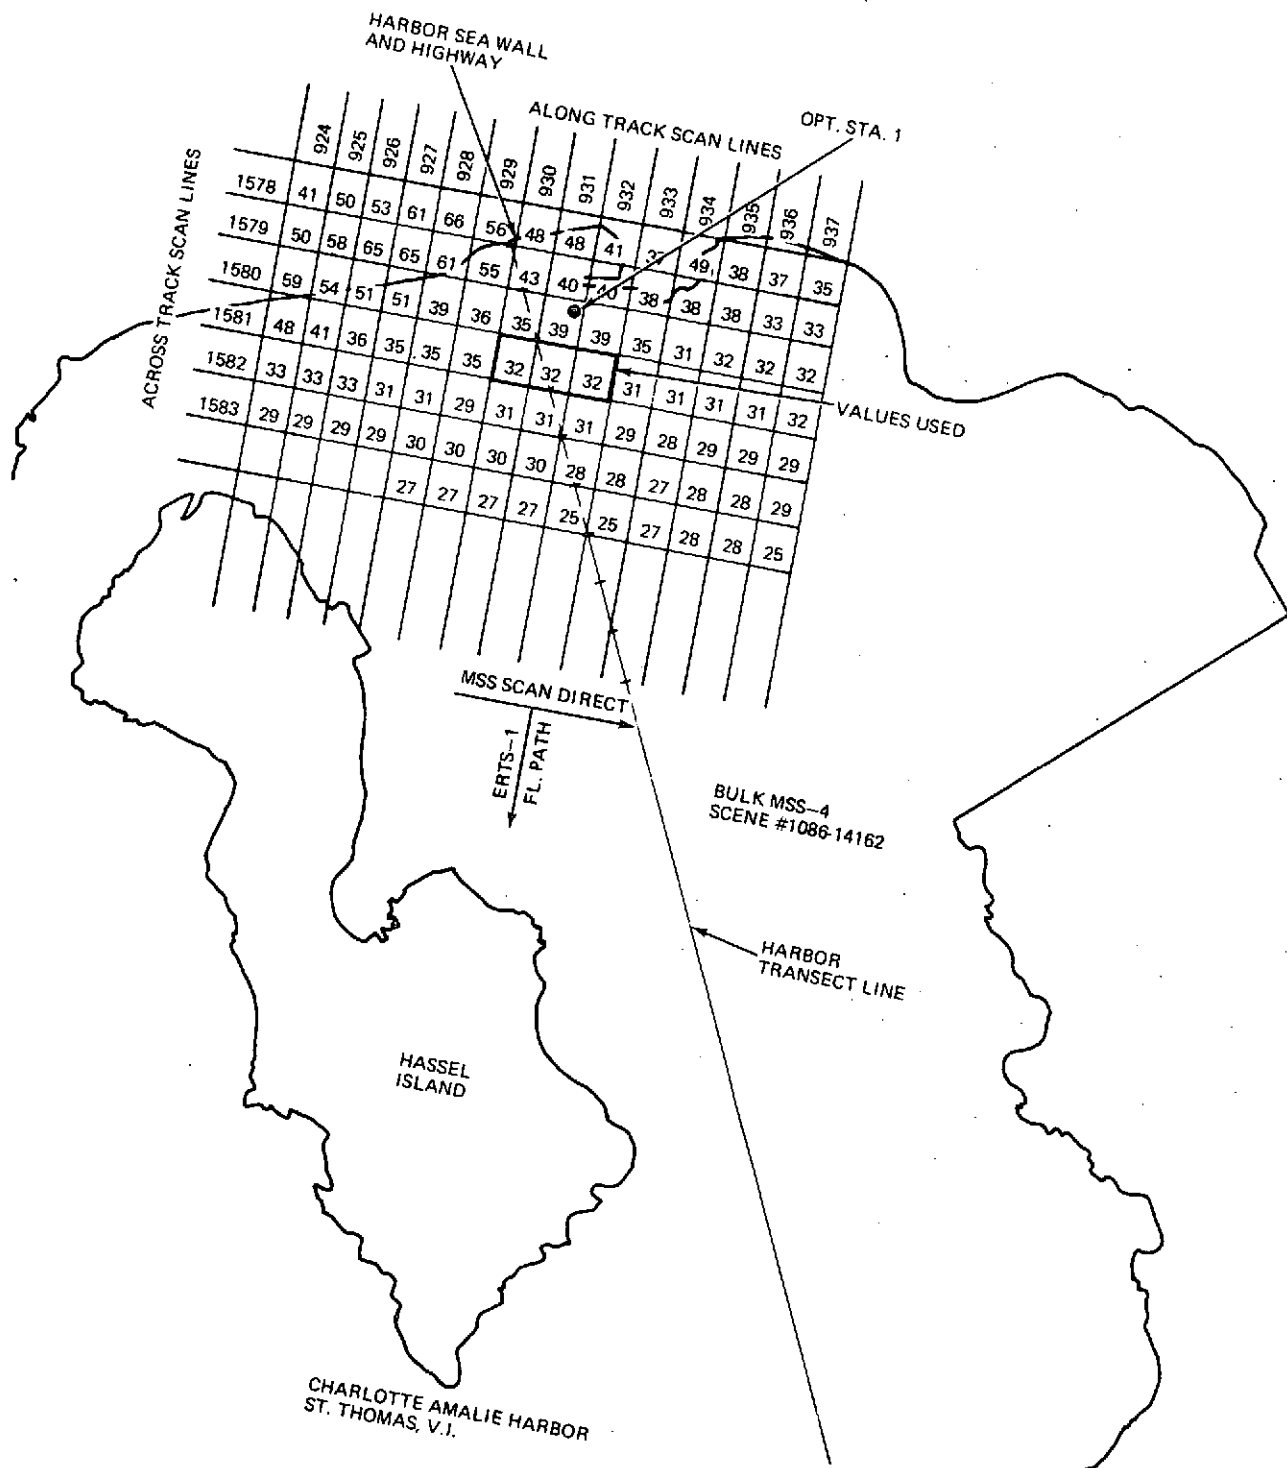 HARBOR SEA WALL
AND HIGHWAY
ALONG TRACK SCAN LINES
OPT. STA. 1
ACROSS TRACK SCAN LINES
924 925 926 927 928 929 930 931 932 933 934 935 936 937
1578 41 50 53 61 66 56 48 48 41 49 38 37 35
1579 50 58 65 65 61 55 43 40 40 38 38 38 33 33
1580 59 54 51 51 39 36 35 39 39 35 31 32 32 32
1581 48 41 36 35 35 35 32 32 32 31 31 31 31 32
1582 33 33 33 31 31 29 31 31 31 29 28 29 29 29
1583 29 29 29 29 30 30 30 30 28 28 27 28 28 29
27 27 27 27 25 25 27 28 28 25
VALUES USED
MSS SCAN DIRECT
ERTS-1
FL. PATH
BULK MSS-4
SCENE #1086-14162
HARBOR
TRANSECT LINE
HASSEL
ISLAND
CHARLOTTE AMALIE HARBOR
ST. THOMAS, V.I.